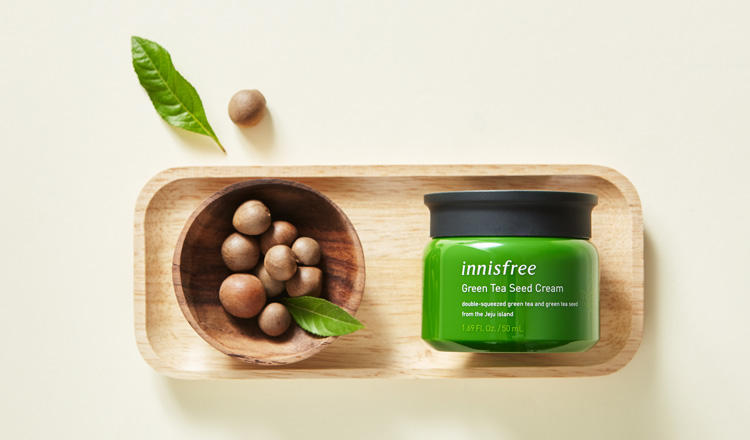 innisfree
Green Tea Seed Cream
double-squeezed green tea and green tea seed
from the Jeju island
1.69 Fl. Oz. / 50 mL